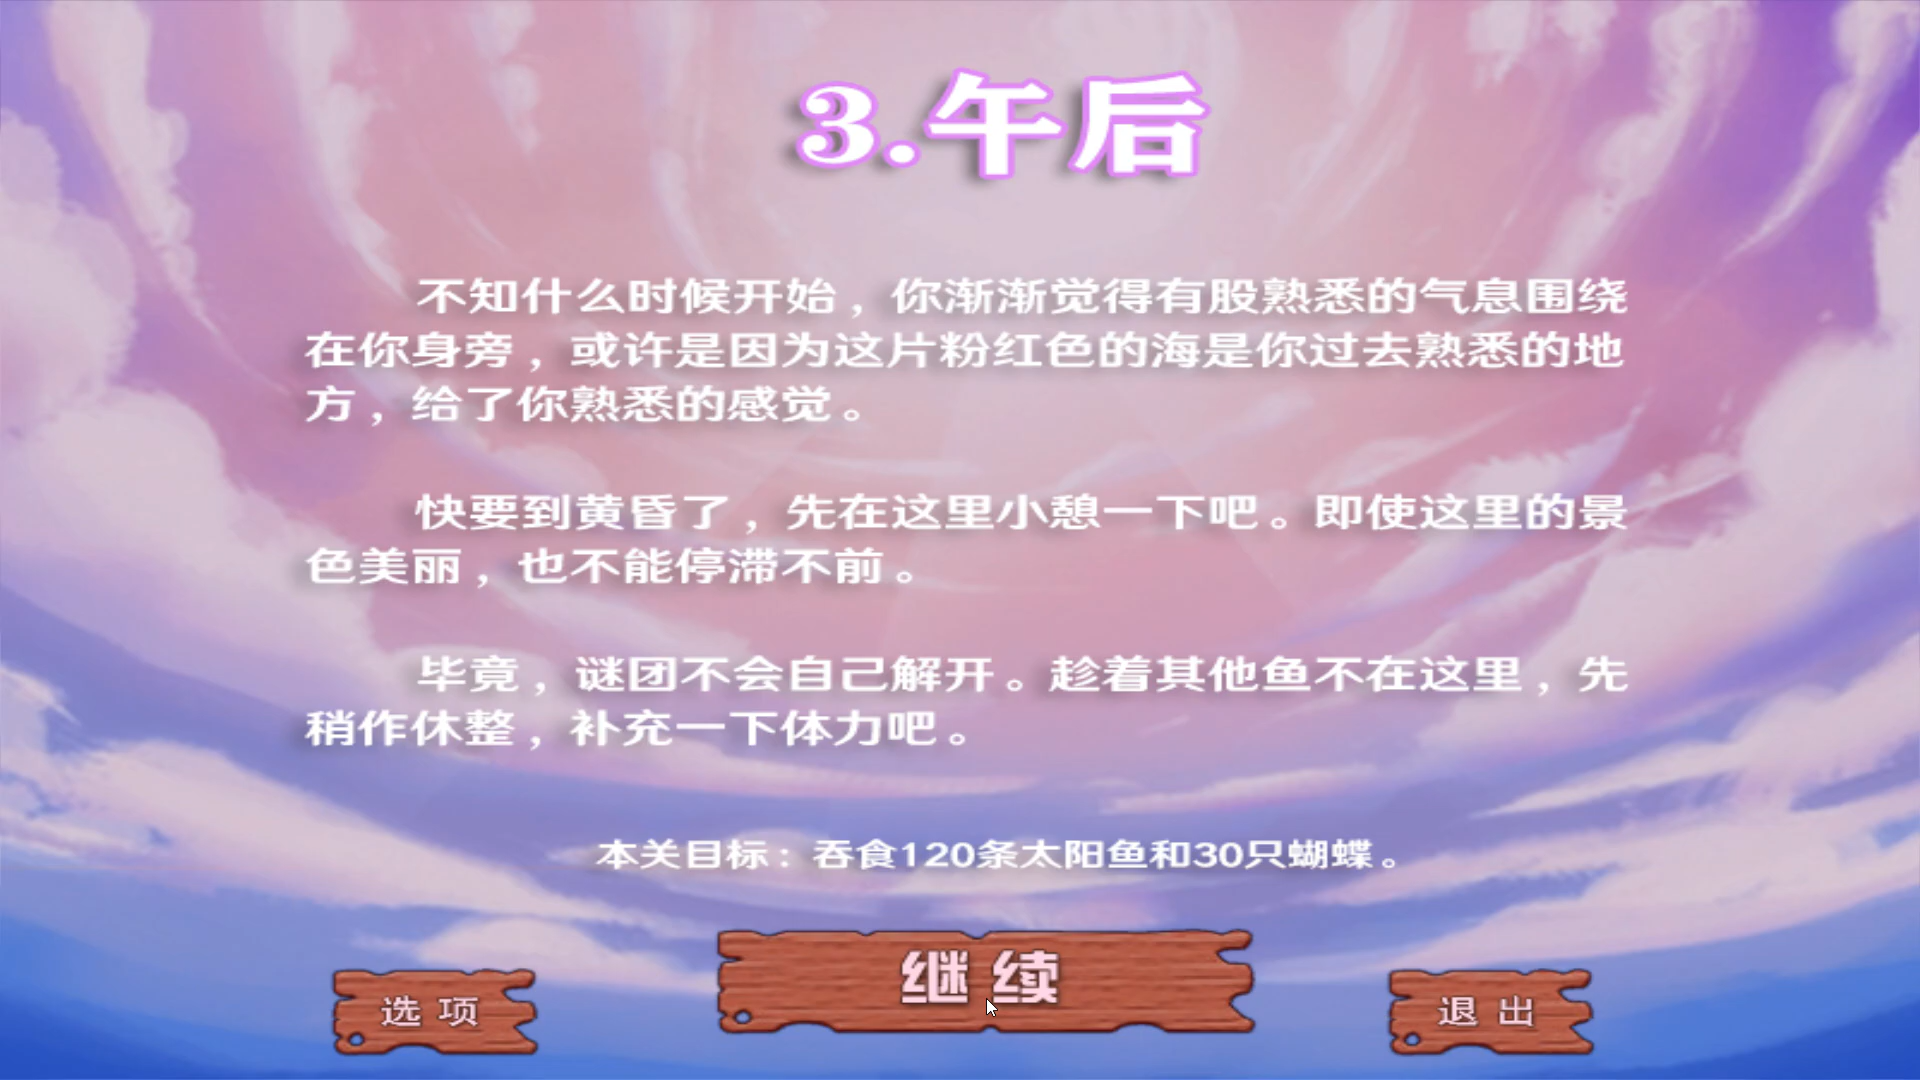 3.午后
不知什么时候开始，你渐渐觉得有股熟悉的气息围绕
在你身旁，或许是因为这片粉红色的海是你过去熟悉的地
方，给了你熟悉的感觉。
快要到黄昏了，先在这里小憩一下吧。即使这里的景
色美丽，也不能停滞不前。
毕竟，谜团不会自己解开。趁着其他鱼不在这里，先
稍作休整，补充一下体力吧。
本关目标：吞食120条太阳鱼和30只蝴蝶。
继续
选项
退出